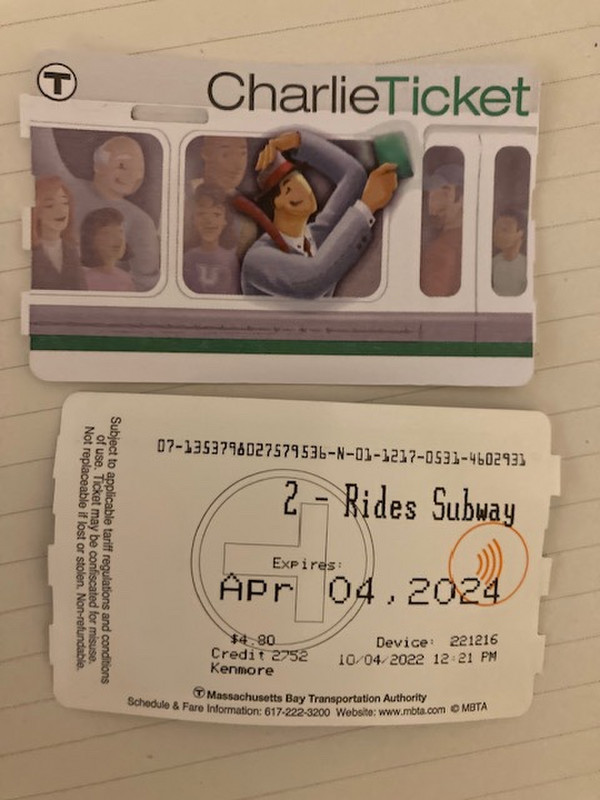 T
CharlieTicket
U
07-1353798027579536-N-01-1217-0531-4602931
2 - Rides Subway
Expires:
Apr 04,2024
$4.80
Credit 2752
Kenmore
Device: 221216
10/04/2022 12:21 PM
T Massachusetts Bay Transportation Authority
Schedule & Fare Information: 617-222-3200 Website: www.mbta.com © MBTA
Subject to applicable tariff regulations and conditions
of use. Ticket may be confiscated for misuse.
Not replaceable if lost or stolen. Non-refundable.